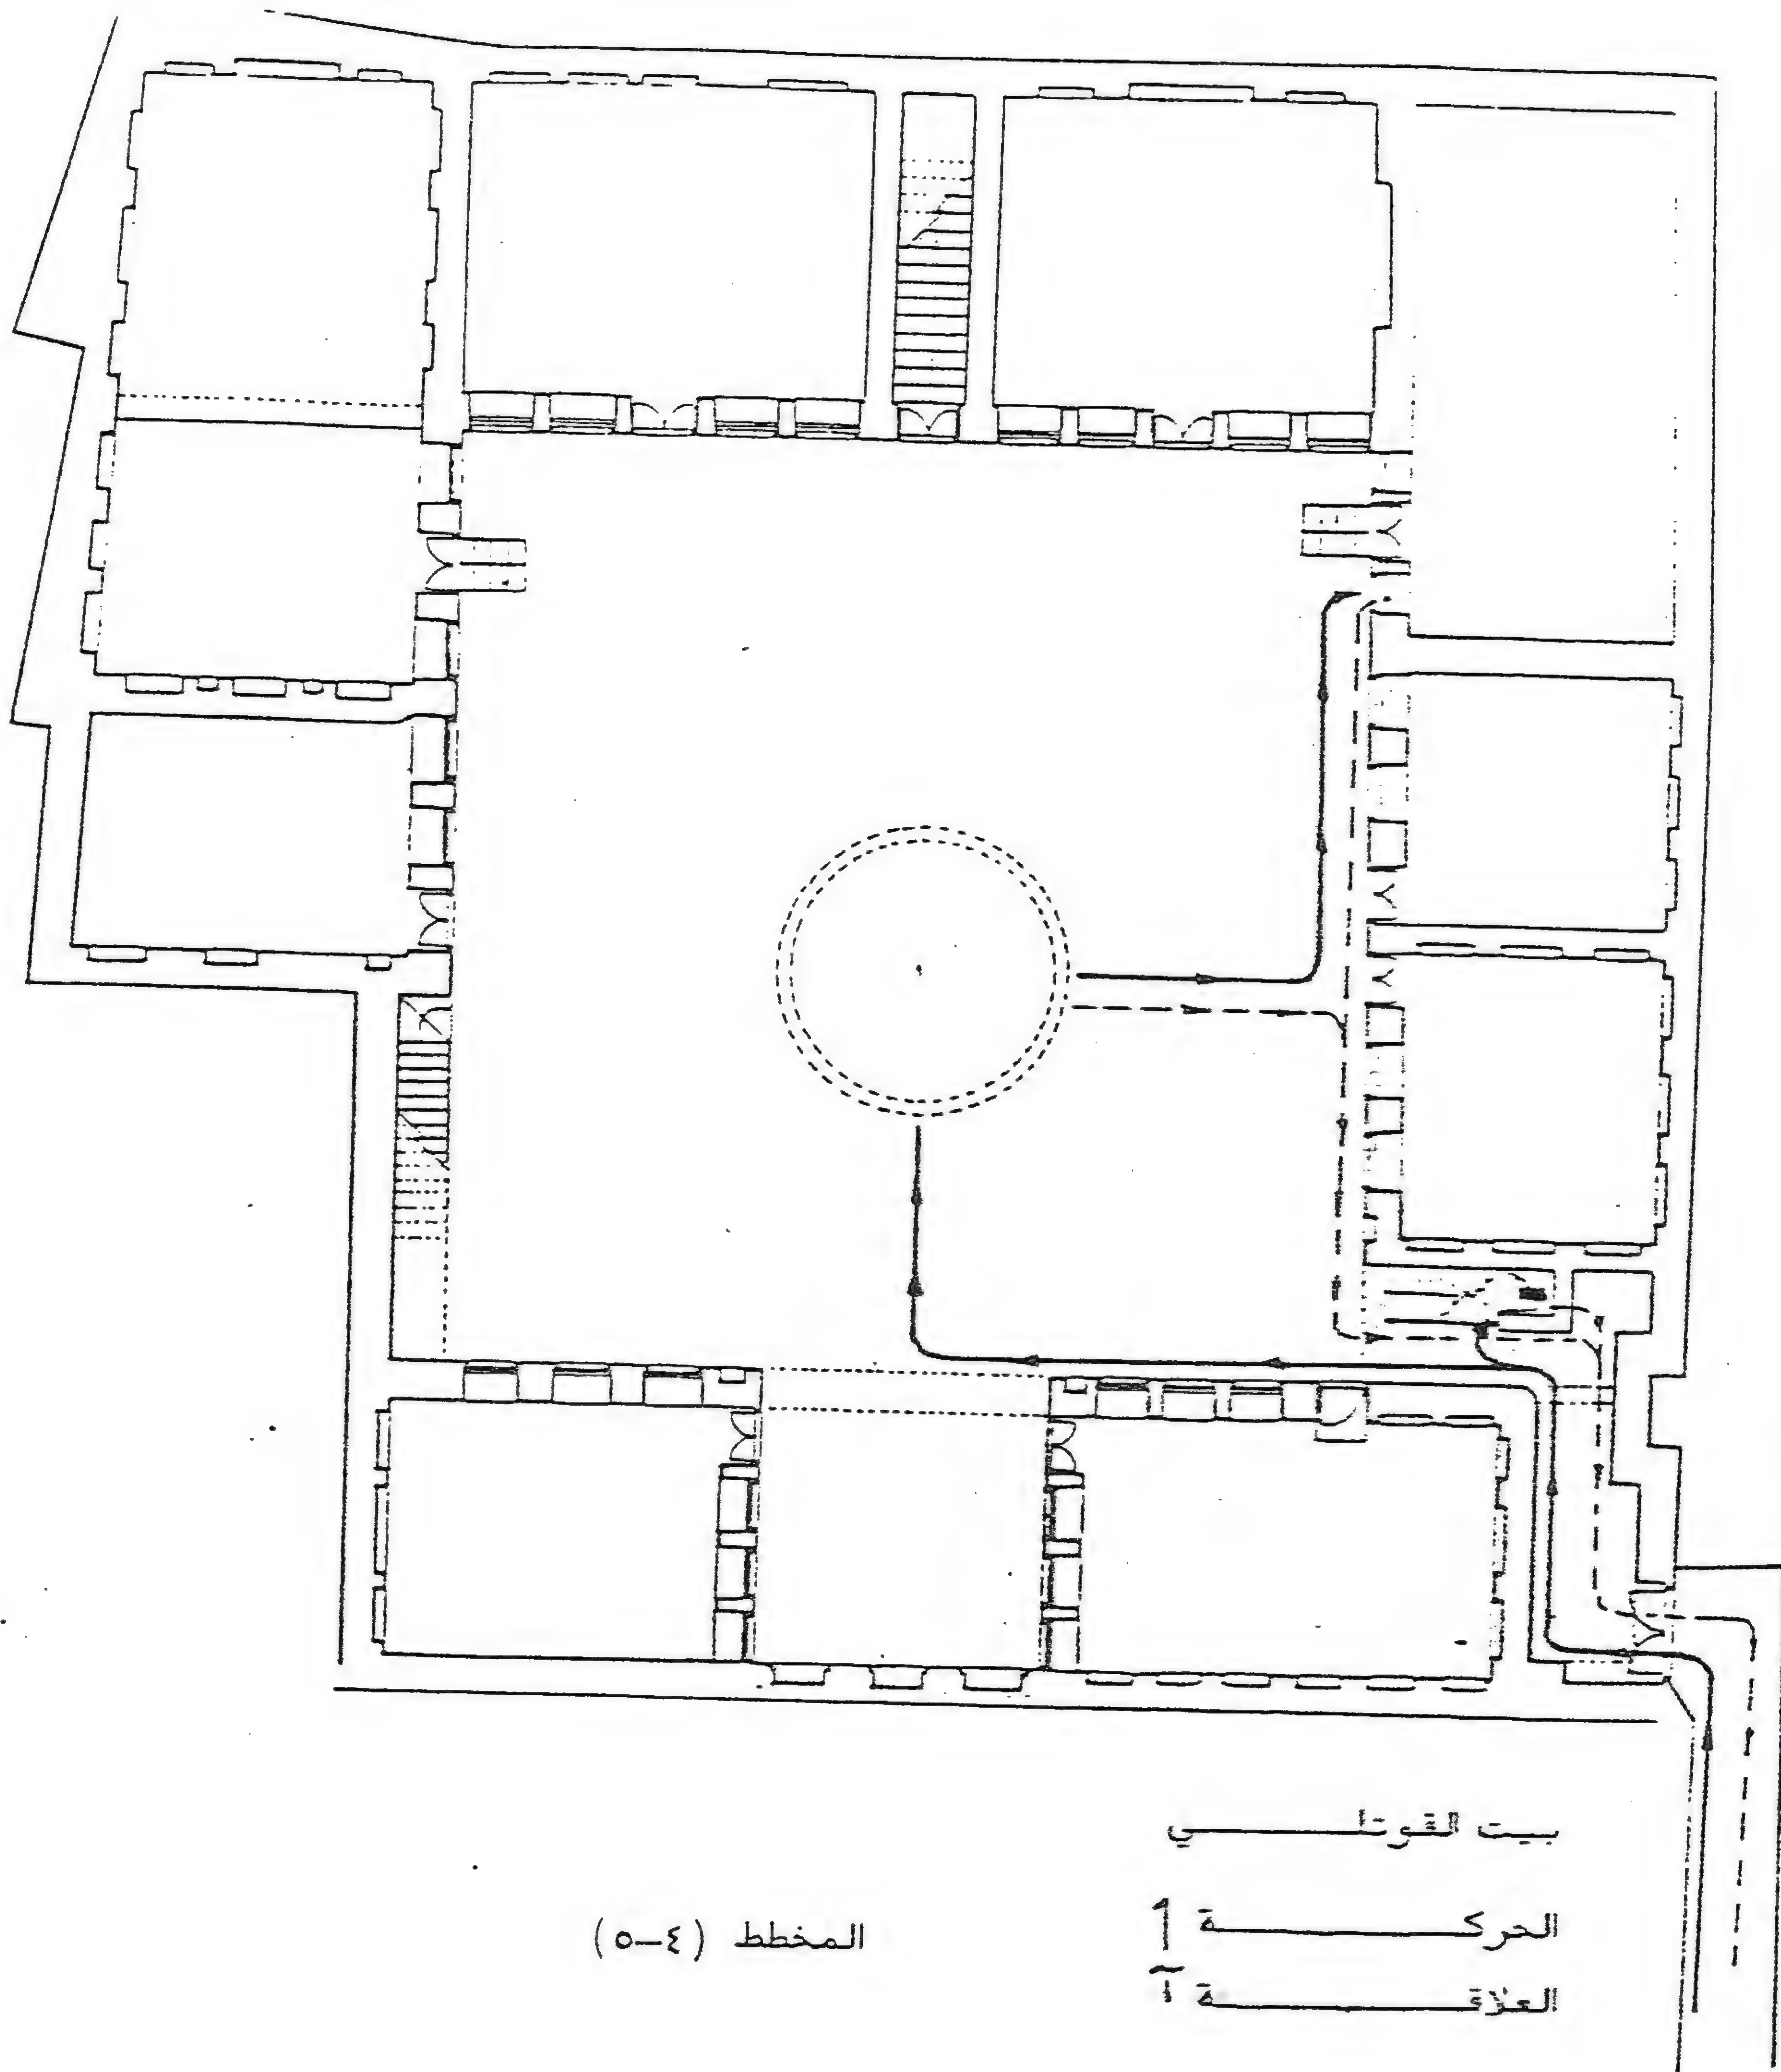 بيت القوتلي
الحركة
العلاقة
المخطط (٤-٥)